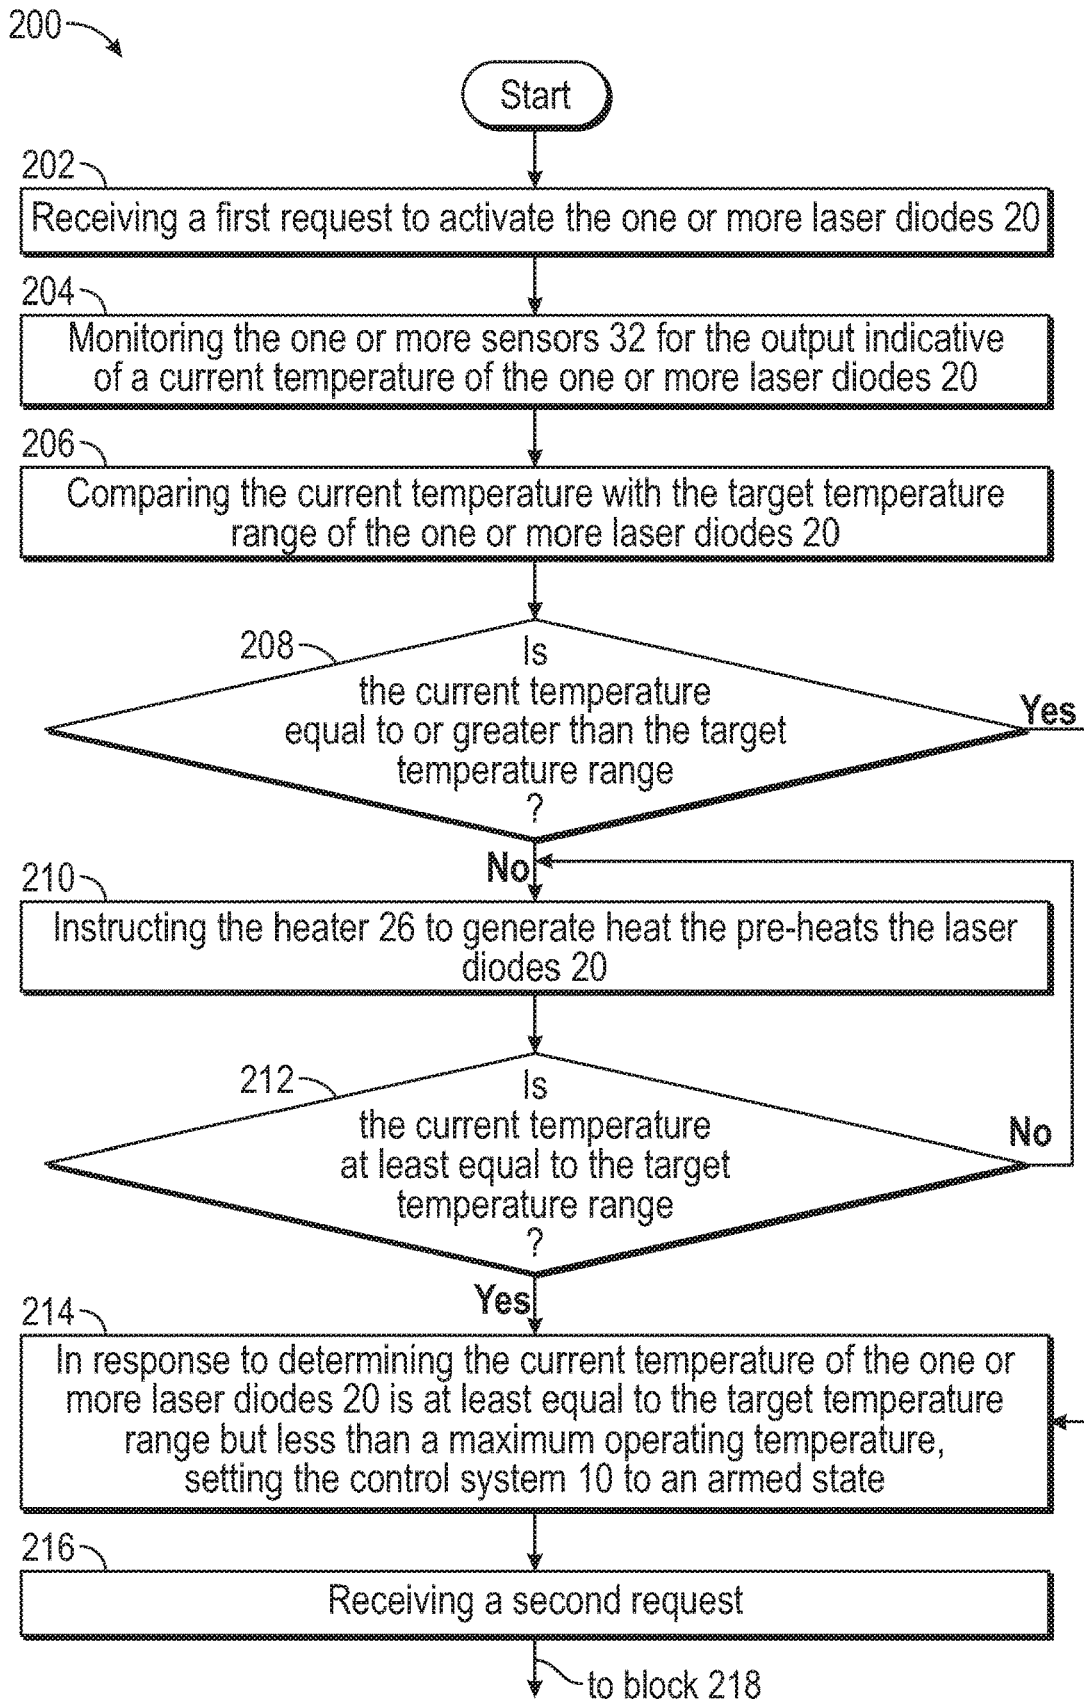 200
Start
202
Receiving a first request to activate the one or more laser diodes 20
204
Monitoring the one or more sensors 32 for the output indicative
of a current temperature of the one or more laser diodes 20
206
Comparing the current temperature with the target temperature
range of the one or more laser diodes 20
208
Is
the current temperature
equal to or greater than the target
temperature range
?
Yes
No
210
Instructing the heater 26 to generate heat the pre-heats the laser
diodes 20
212
Is
the current temperature
at least equal to the target
temperature range
?
No
Yes
214
In response to determining the current temperature of the one or
more laser diodes 20 is at least equal to the target temperature
range but less than a maximum operating temperature,
setting the control system 10 to an armed state
216
Receiving a second request
to block 218